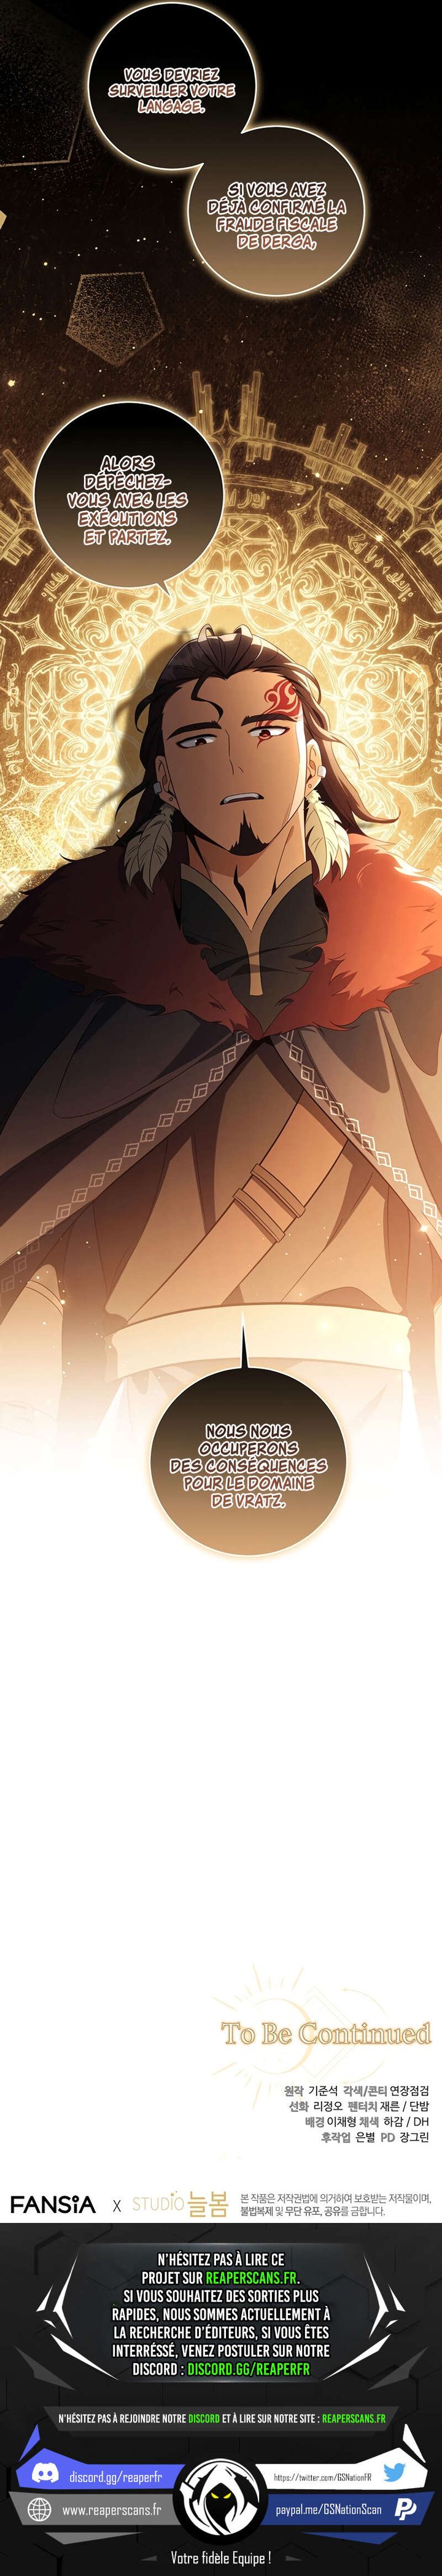 VOUS DEVRIEZ
SURVEILLER VOTRE
LANGAGE.
SI VOUS AVEZ
DÉJÀ CONFIRMÉ LA
FRAUDE FISCALE
DE DERGA,
ALORS
DÉPÊCHEZ-
VOUS AVEC LES
EXÉCUTIONS
ET PARTEZ.
NOUS NOUS
OCCUPERONS
DES CONSÉQUENCES
POUR LE DOMAINE
DE VRATZ.
To Be Continued
원작 기준석 각색/콘티 연장점검
선화 리정오 펜터치 재른 / 단밤
배경 이채형 채색 하감 / DH
후작업 은별 PD 장그린
FANSiA X STUDIO 늘봄
본 작품은 저작권법에 의거하여 보호받는 저작물이며,
불법복제 및 무단 유포, 공유를 금합니다.
N'HÉSITEZ PAS À LIRE CE
PROJET SUR REAPERSCANS.FR.
SI VOUS SOUHAITEZ DES SORTIES PLUS
RAPIDES, NOUS SOMMES ACTUELLEMENT À
LA RECHERCHE D'ÉDITEURS, SI VOUS ÊTES
INTERRÉSSÉ, VENEZ POSTULER SUR NOTRE
DISCORD : DISCORD.GG/REAPERFR
N'HÉSITEZ PAS À REJOINDRE NOTRE DISCORD ET À LIRE SUR NOTRE SITE : REAPERSCANS.FR
discord.gg/reaperfr
https://twitter.com/GSNationFR
www.reaperscans.fr
paypal.me/GSNationScan
Votre fidèle Equipe !